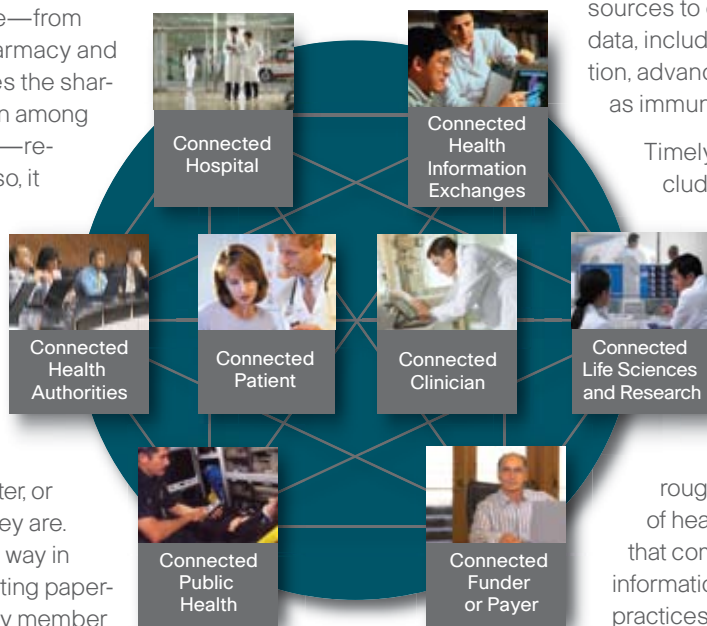 e—from
armacy and
es the shar-
n among
—re-
so, it
sources to
data, includ
tion, advanc
as immun
Timely
clud
Connected
Hospital
Connected
Health
Information
Exchanges
Connected
Health
Authorities
Connected
Patient
Connected
Clinician
Connected
Life Sciences
and Research
ter, or
ey are.
way in
ting paper-
y member
Connected
Public
Health
Connected
Funder
or Payer
roug
of hea
that con
informatio
practices